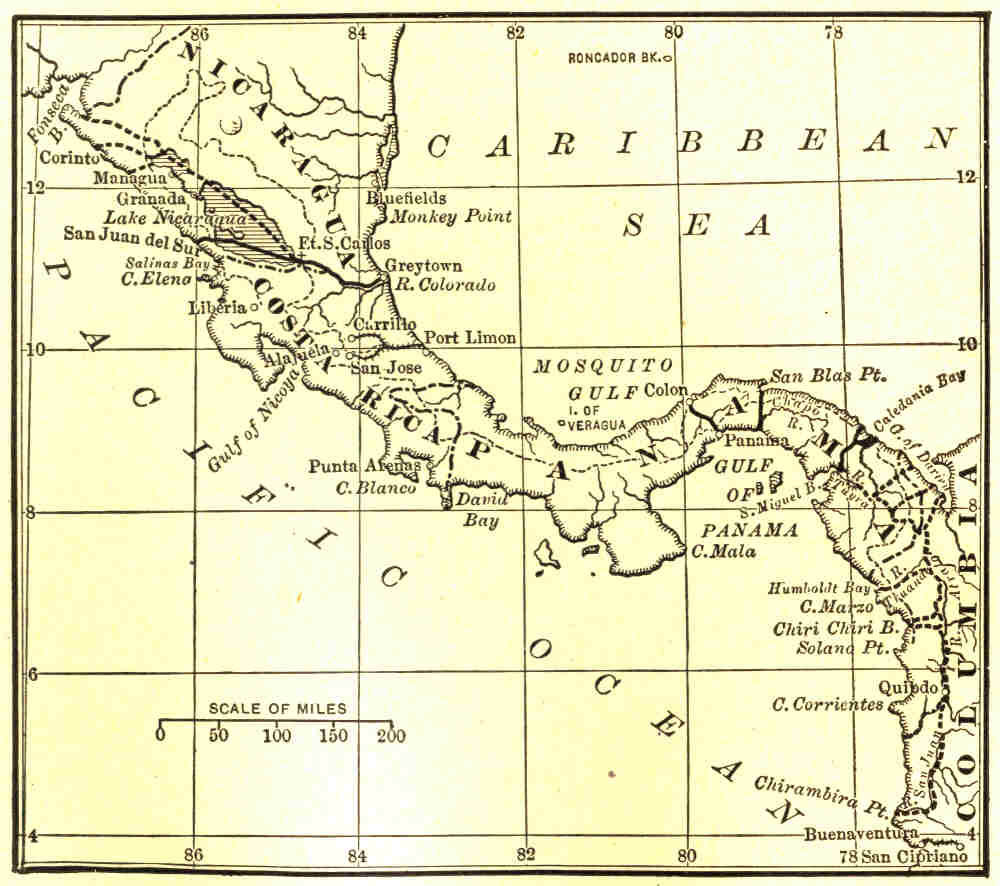 86
84
82
80
78
RONCADOR BK.
NICARAGUA
Fonseca
B.
CARIBBEAN
SEA
Corinto
Managua
12
12
Granada
Bluefields
Lake Nicaragua
Monkey Point
San Juan del Sur
Ft. S. Carlos
Salinas Bay
Greytown
C. Elena
R. Colorado
COSTA
RICA
Liberia
Carrillo
Port Limon
10
10
Alajuela
San Jose
MOSQUITO
GULF
San Blas Pt.
Colon
Caledonia Bay
Gulf of Nicoya
I. OF
VERAGUA
Chapo
R.
PANAMA
G. of Darien
Panama
Punta Arenas
GULF
OF
PANAMA
C. Blanco
S. Miguel B.
R.
Tuyra
David
Bay
8
8
C. Mala
PACIFIC
OCEAN
Humboldt Bay
R.
Truando
Atrato
R.
C. Marzo
Chiri Chiri B.
Solano Pt.
6
Quibdo
COLUMBIA
SCALE OF MILES
0 50 100 150 200
C. Corrientes
San Juan
Chirambira Pt.
Buenaventura
4
4
86
84
82
80
78
San Cipriano